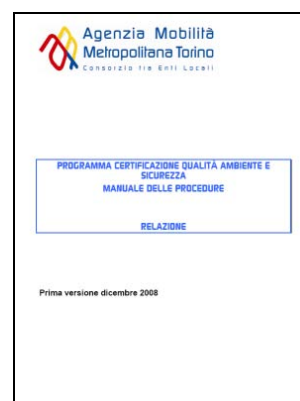 Agenzia Mobilità
Metropolitana Torino
Consorzio fra Enti Locali
PROGRAMMA CERTIFICAZIONE QUALITÀ AMBIENTE E
SICUREZZA
MANUALE DELLE PROCEDURE
RELAZIONE
Prima versione dicembre 2008